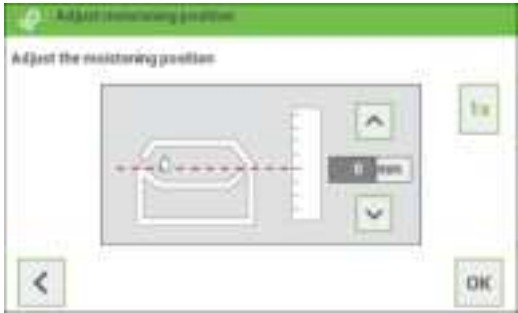 Adjust moistening position
Adjust the moistening position
1x
0 mm
OK